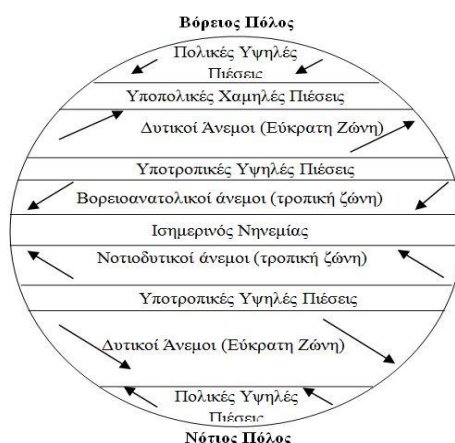 Βόρειος Πόλος
Πολικές Υψηλές
Πιέσεις
Υποπολικές Χαμηλές Πιέσεις
Δυτικοί Άνεμοι (Εύκρατη Ζώνη)
Υποτροπικές Υψηλές Πιέσεις
Βορειοανατολικοί άνεμοι (τροπική ζώνη)
Ισημερινός Νηνεμίας
Νοτιοδυτικοί άνεμοι (τροπική ζώνη)
Υποτροπικές Υψηλές Πιέσεις
Δυτικοί Άνεμοι (Εύκρατη Ζώνη)
Πολικές Υψηλές
Πιέσεις
Νότιος Πόλος